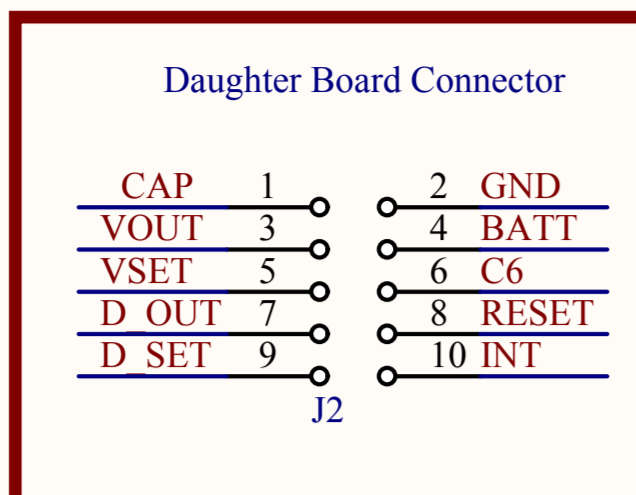 Daughter Board Connector
CAP 1 2 GND
VOUT 3 4 BATT
VSET 5 6 C6
D_OUT 7 8 RESET
D_SET 9 10 INT
J2